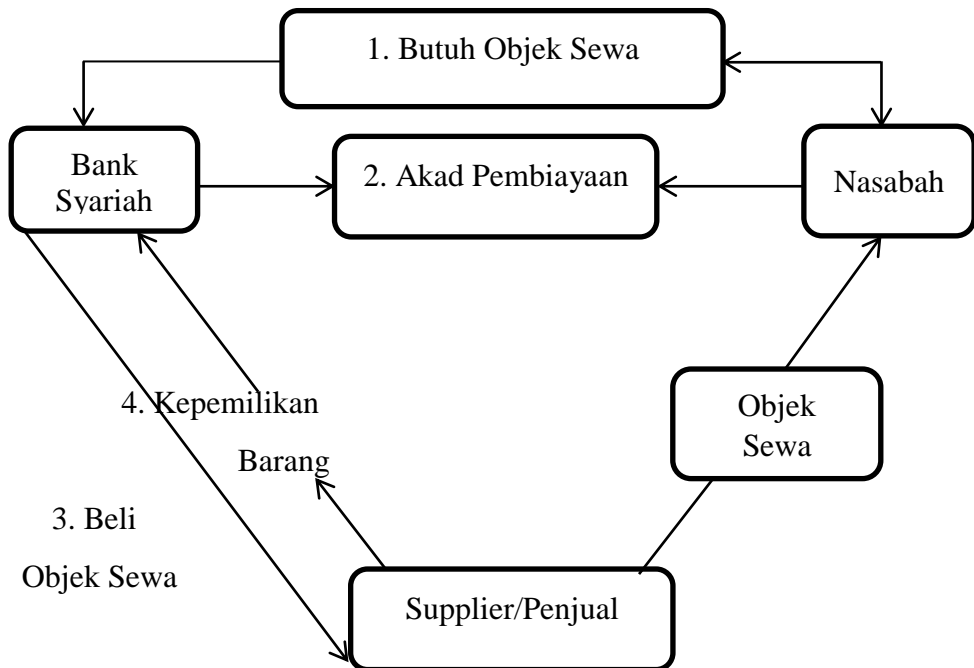 1. Butuh Objek Sewa
Bank
Syariah
2. Akad Pembiayaan
Nasabah
4. Kepemilikan
Barang
Objek
Sewa
3. Beli
Objek Sewa
Supplier/Penjual